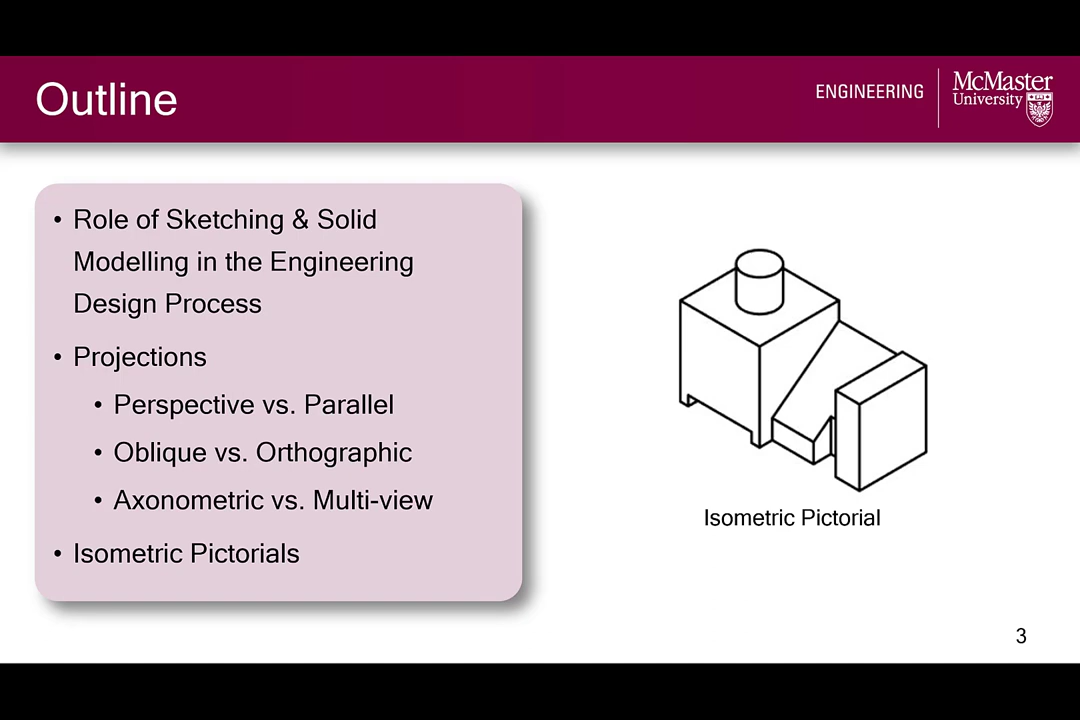 Outline
ENGINEERING
McMaster
University
• Role of Sketching & Solid
Modelling in the Engineering
Design Process
• Projections
• Perspective vs. Parallel
• Oblique vs. Orthographic
• Axonometric vs. Multi-view
• Isometric Pictorials
Isometric Pictorial
3